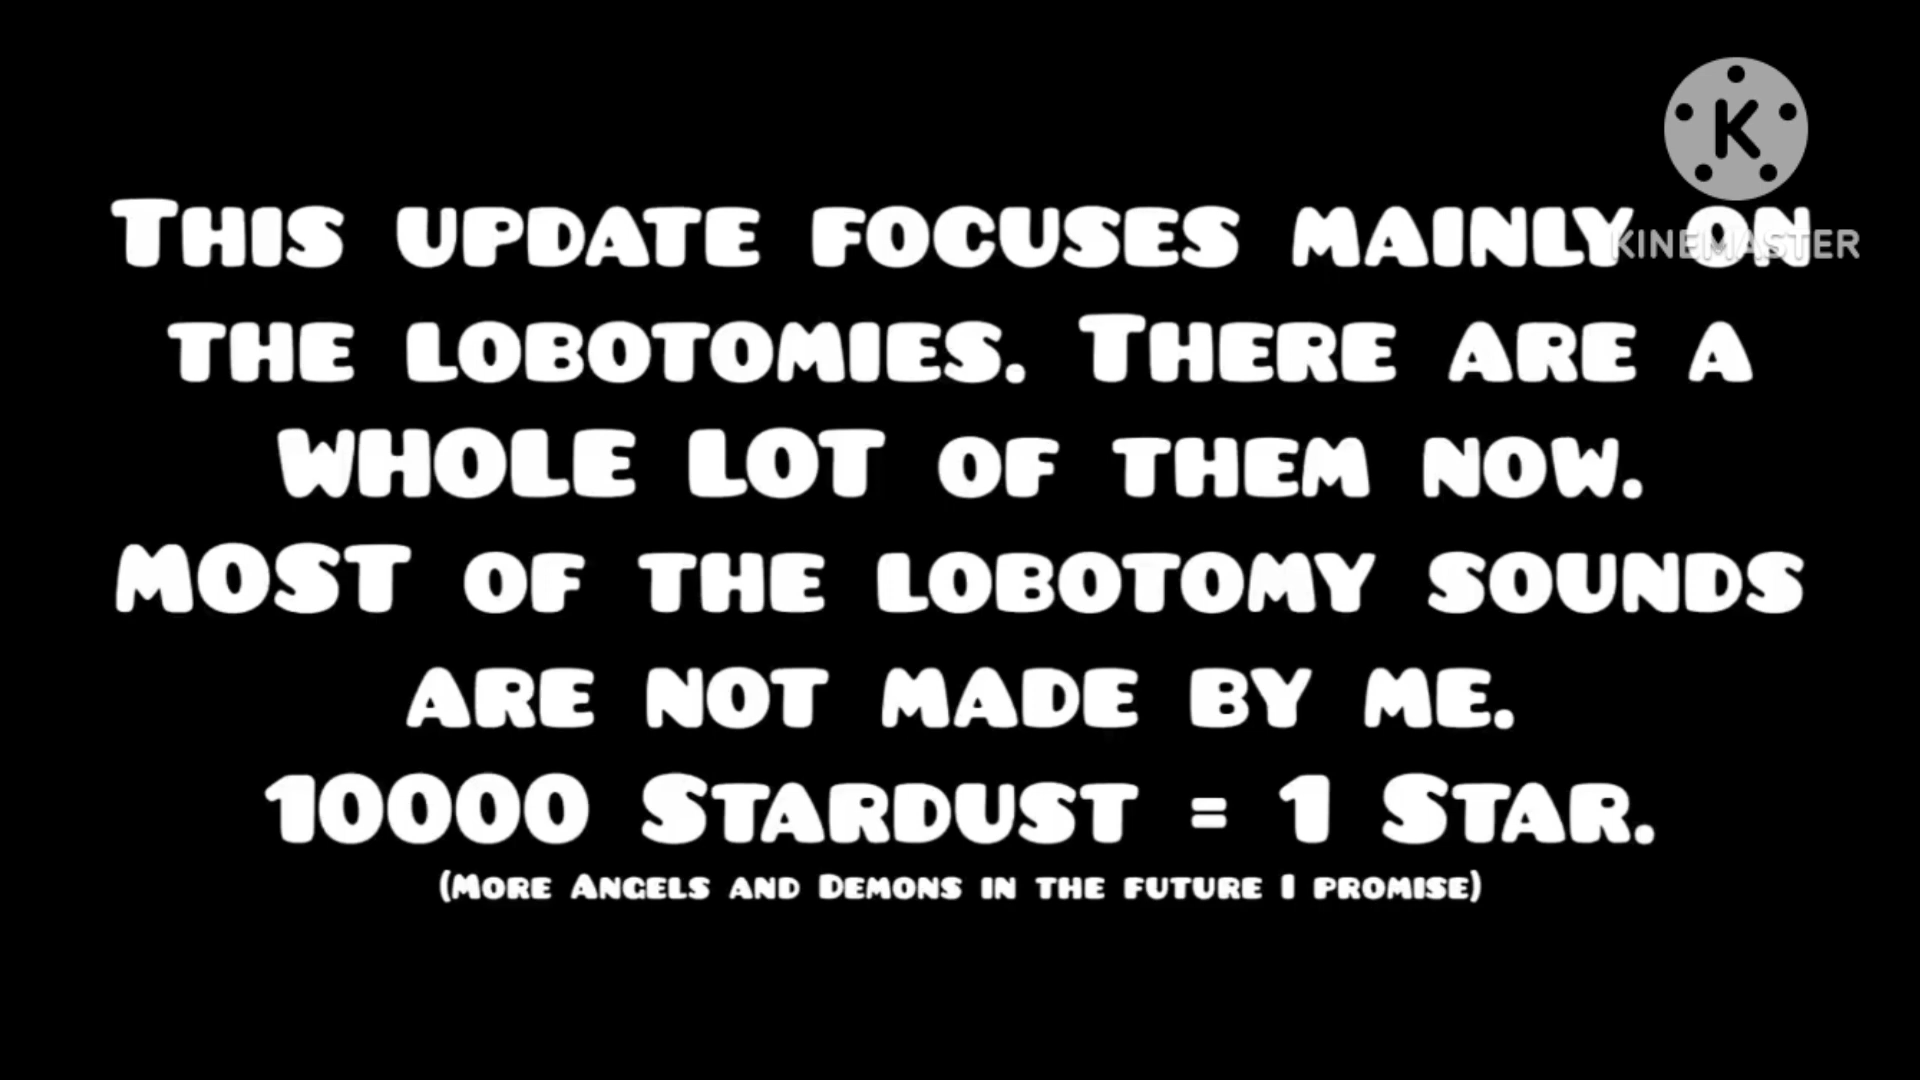 K
KINEMASTER
This update focuses mainly on
the lobotomies. There are a
WHOLE LOT of them now.
MOST of the lobotomy sounds
are not made by me.
10000 Stardust = 1 Star.
(More Angels and Demons in the future I promise)